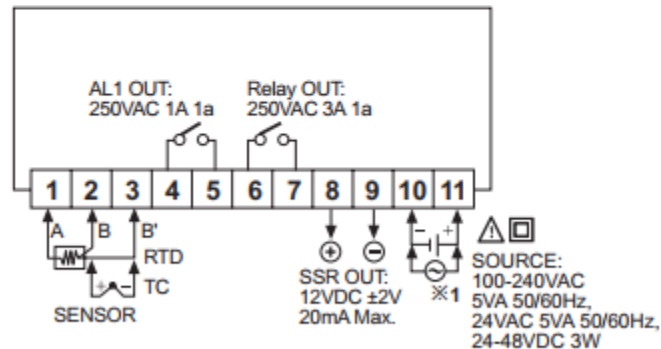 AL1 OUT:
250VAC 1A 1a
Relay OUT:
250VAC 3A 1a
1 2 3 4 5 6 7 8 9 10 11
A B B'
RTD
+ - TC
SENSOR
+ -
SSR OUT:
12VDC ±2V
20mA Max.
- +
※1
SOURCE:
100-240VAC
5VA 50/60Hz,
24VAC 5VA 50/60Hz,
24-48VDC 3W